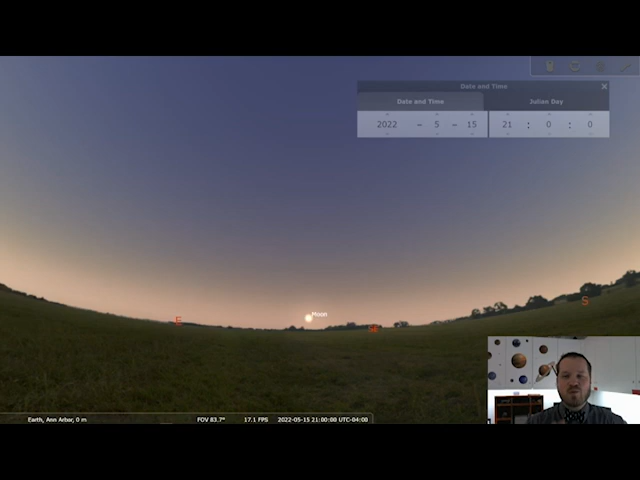 Date and Time
Date and Time
Julian Day
2022 - 5 - 15
21 : 0 : 0
Moon
E
S
Earth, Ann Arbor, 0 m
FOV 83.7°
17.1 FPS
2022-05-15 21:00:00 UTC-04:00